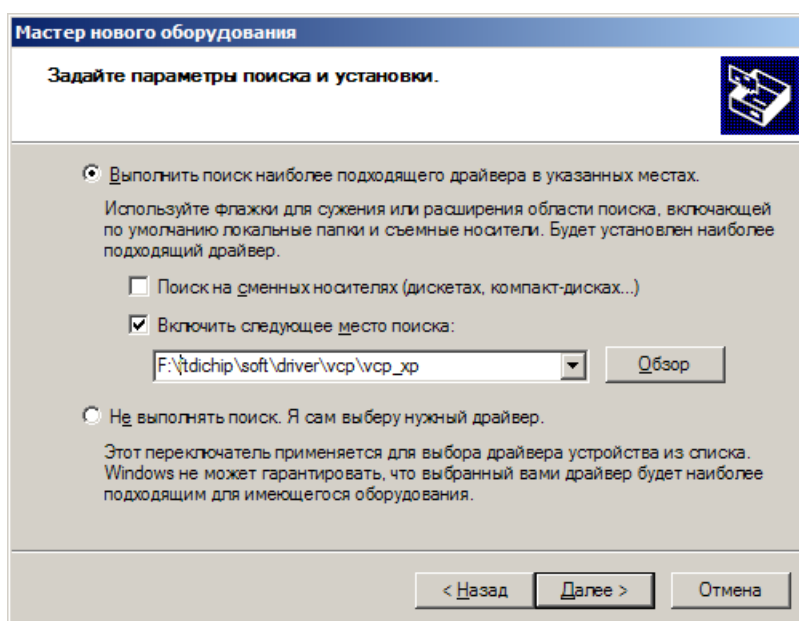 Мастер нового оборудования
Задайте параметры поиска и установки.
Выполнить поиск наиболее подходящего драйвера в указанных местах.
Используйте флажки для сужения или расширения области поиска, включающей
по умолчанию локальные папки и съемные носители. Будет установлен наиболее
подходящий драйвер.
Поиск на сменных носителях (дискетах, компакт-дисках...)
Включить следующее место поиска:
F:\ftdichip\soft\driver\vcp\vcp_xp
Обзор
Не выполнять поиск. Я сам выберу нужный драйвер.
Этот переключатель применяется для выбора драйвера устройства из списка.
Windows не может гарантировать, что выбранный вами драйвер будет наиболее
подходящим для имеющегося оборудования.
< Назад Далее > Отмена